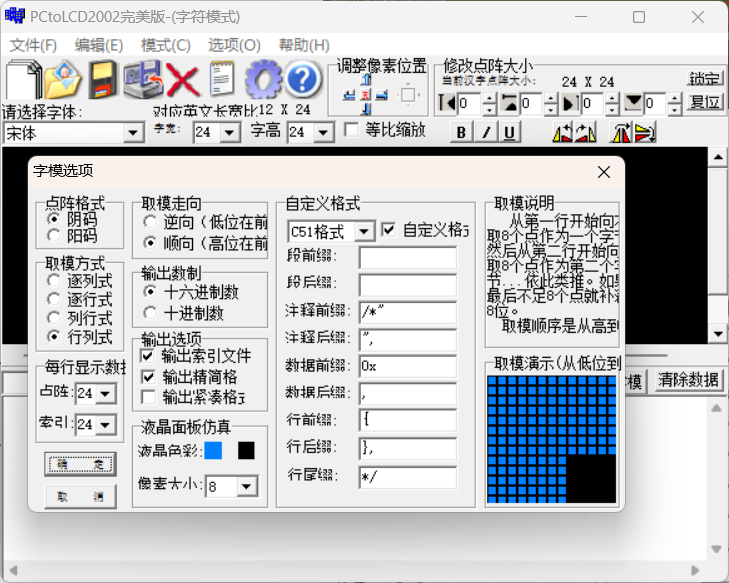 PCtoLCD2002完美版-(字符模式)
文件(F) 编辑(E) 模式(C) 选项(O) 帮助(H)
调整像素位置
修改点阵大小
当前汉字点阵大小: 24 X 24
锁定
0 0 0 0
复位
请选择字体:
对应英文长宽比12 X 24
宋体
字宽: 24 字高 24 等比缩放
B I U
字模选项
点阵格式
阴码
阳码
取模方式
逐列式
逐行式
列行式
行列式
每行显示数据
点阵: 24
索引: 24
确 定
取 消
取模走向
逆向(低位在前
顺向(高位在前
输出数制
十六进制数
十进制数
输出选项
输出索引文件
输出精简格
输出紧凑格式
液晶面板仿真
液晶色彩:
像素大小: 8
自定义格式
C51格式 自定义格式
段前缀:
段后缀:
注释前缀: /*"
注释后缀: ",
数据前缀: 0x
数据后缀: ,
行前缀: {
行后缀: },
行尾缀: */
取模说明
从第一行开始向
取8个点作为一个字
然后从第二行开始向
取8个点作为第二个字
节...依此类推。如果
最后不足8个点就补
8位。
取模顺序是从高到
取模演示(从低位到
模
清除数据